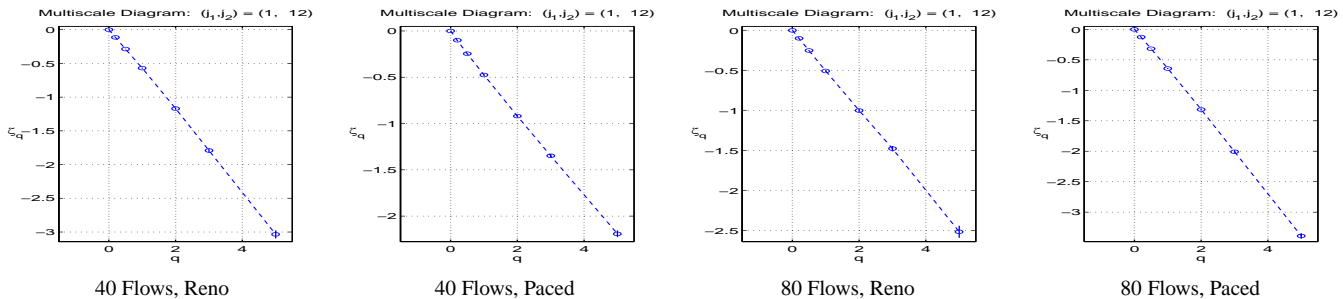 Multiscale Diagram: (j1,j2) = (1, 12)
0
−0.5
−1
−1.5
−2
−2.5
−3
ξq
0 2 4
q
40 Flows, Reno
Multiscale Diagram: (j1,j2) = (1, 12)
0
−0.5
−1
−1.5
−2
ξq
0 2 4
q
40 Flows, Paced
Multiscale Diagram: (j1,j2) = (1, 12)
0
−0.5
−1
−1.5
−2
−2.5
ξq
0 2 4
q
80 Flows, Reno
Multiscale Diagram: (j1,j2) = (1, 12)
0
−0.5
−1
−1.5
−2
−2.5
−3
ξq
0 2 4
q
80 Flows, Paced